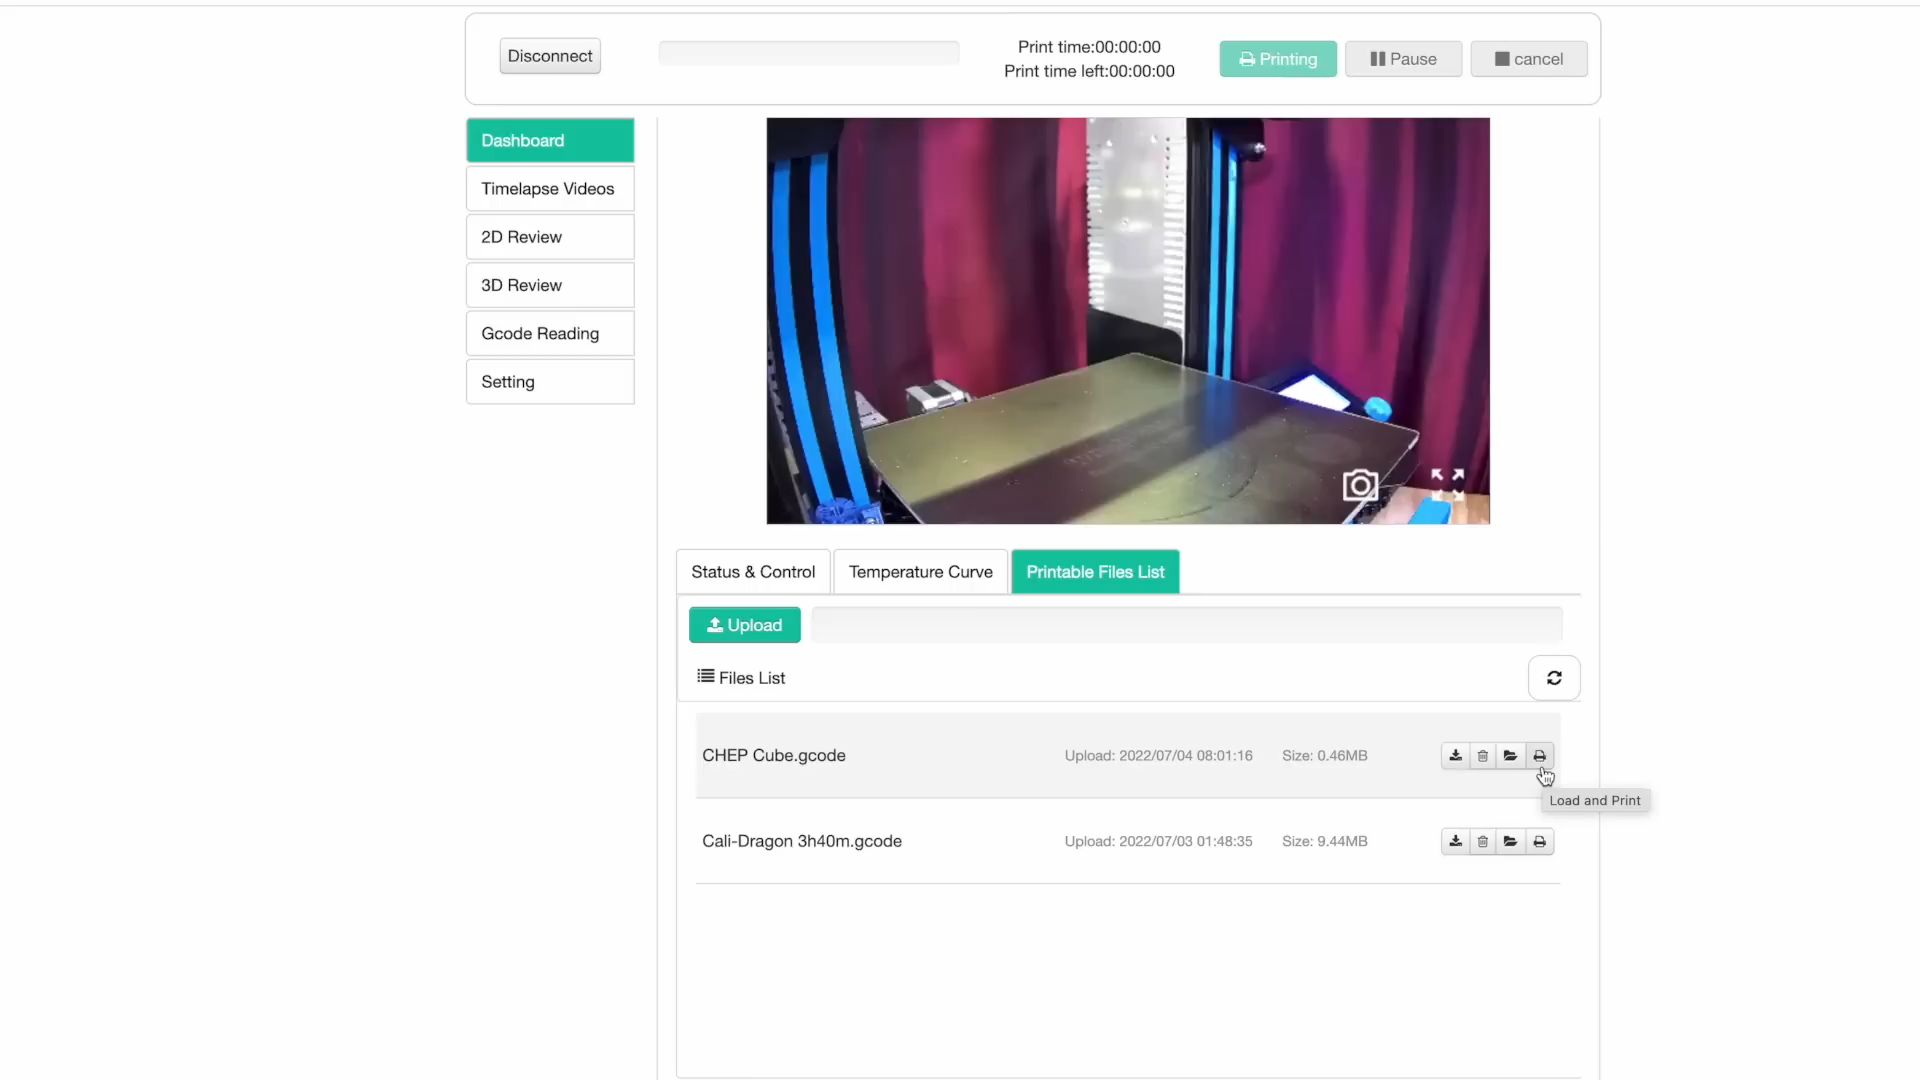 Disconnect
Print time:00:00:00
Print time left:00:00:00
Printing
Pause
cancel
Dashboard
Timelapse Videos
2D Review
3D Review
Gcode Reading
Setting
Status & Control
Temperature Curve
Printable Files List
Upload
Files List
CHEP Cube.gcode
Upload: 2022/07/04 08:01:16
Size: 0.46MB
Load and Print
Cali-Dragon 3h40m.gcode
Upload: 2022/07/03 01:48:35
Size: 9.44MB